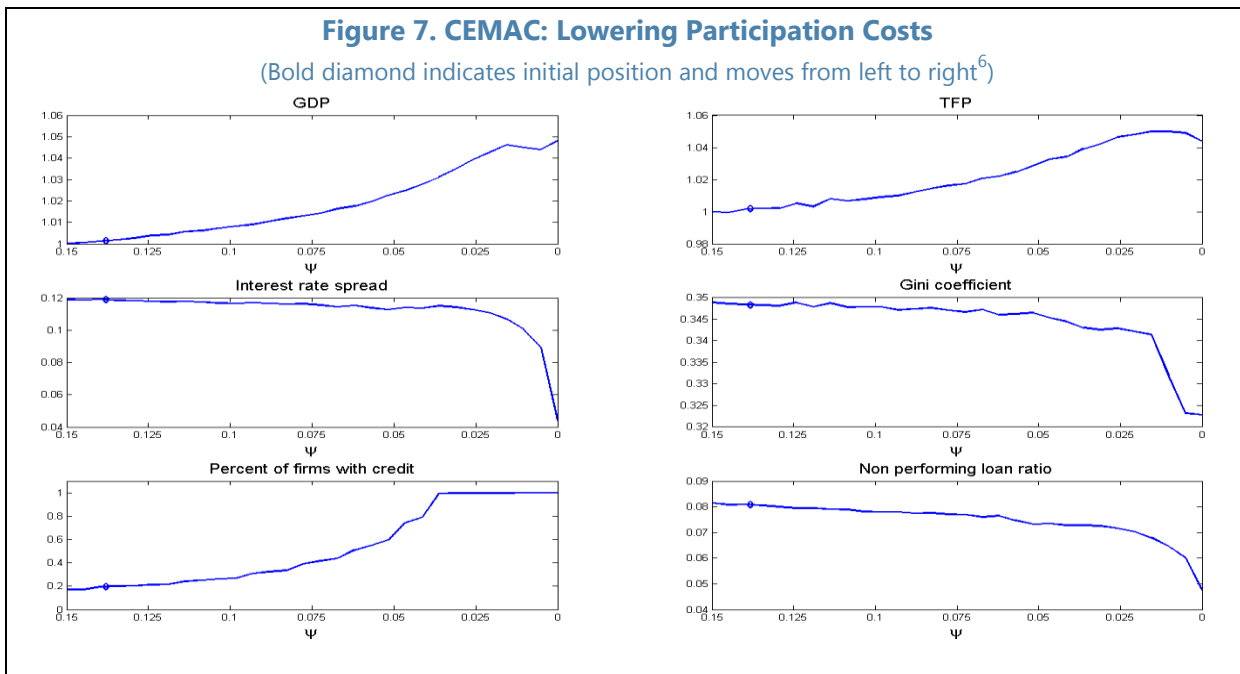 Figure 7. CEMAC: Lowering Participation Costs
(Bold diamond indicates initial position and moves from left to right6)
GDP
1.06
1.05
1.04
1.03
1.02
1.01
1
0.15 0.125 0.1 0.075 0.05 0.025 0
Ψ
TFP
1.06
1.04
1.02
1
0.98
0.15 0.125 0.1 0.075 0.05 0.025 0
Ψ
Interest rate spread
0.12
0.1
0.08
0.06
0.04
0.15 0.125 0.1 0.075 0.05 0.025 0
Ψ
Gini coefficient
0.35
0.345
0.34
0.335
0.33
0.325
0.32
0.15 0.125 0.1 0.075 0.05 0.025 0
Ψ
Percent of firms with credit
1
0.8
0.6
0.4
0.2
0
0.15 0.125 0.1 0.075 0.05 0.025 0
Ψ
Non performing loan ratio
0.09
0.08
0.07
0.06
0.05
0.04
0.15 0.125 0.1 0.075 0.05 0.025 0
Ψ